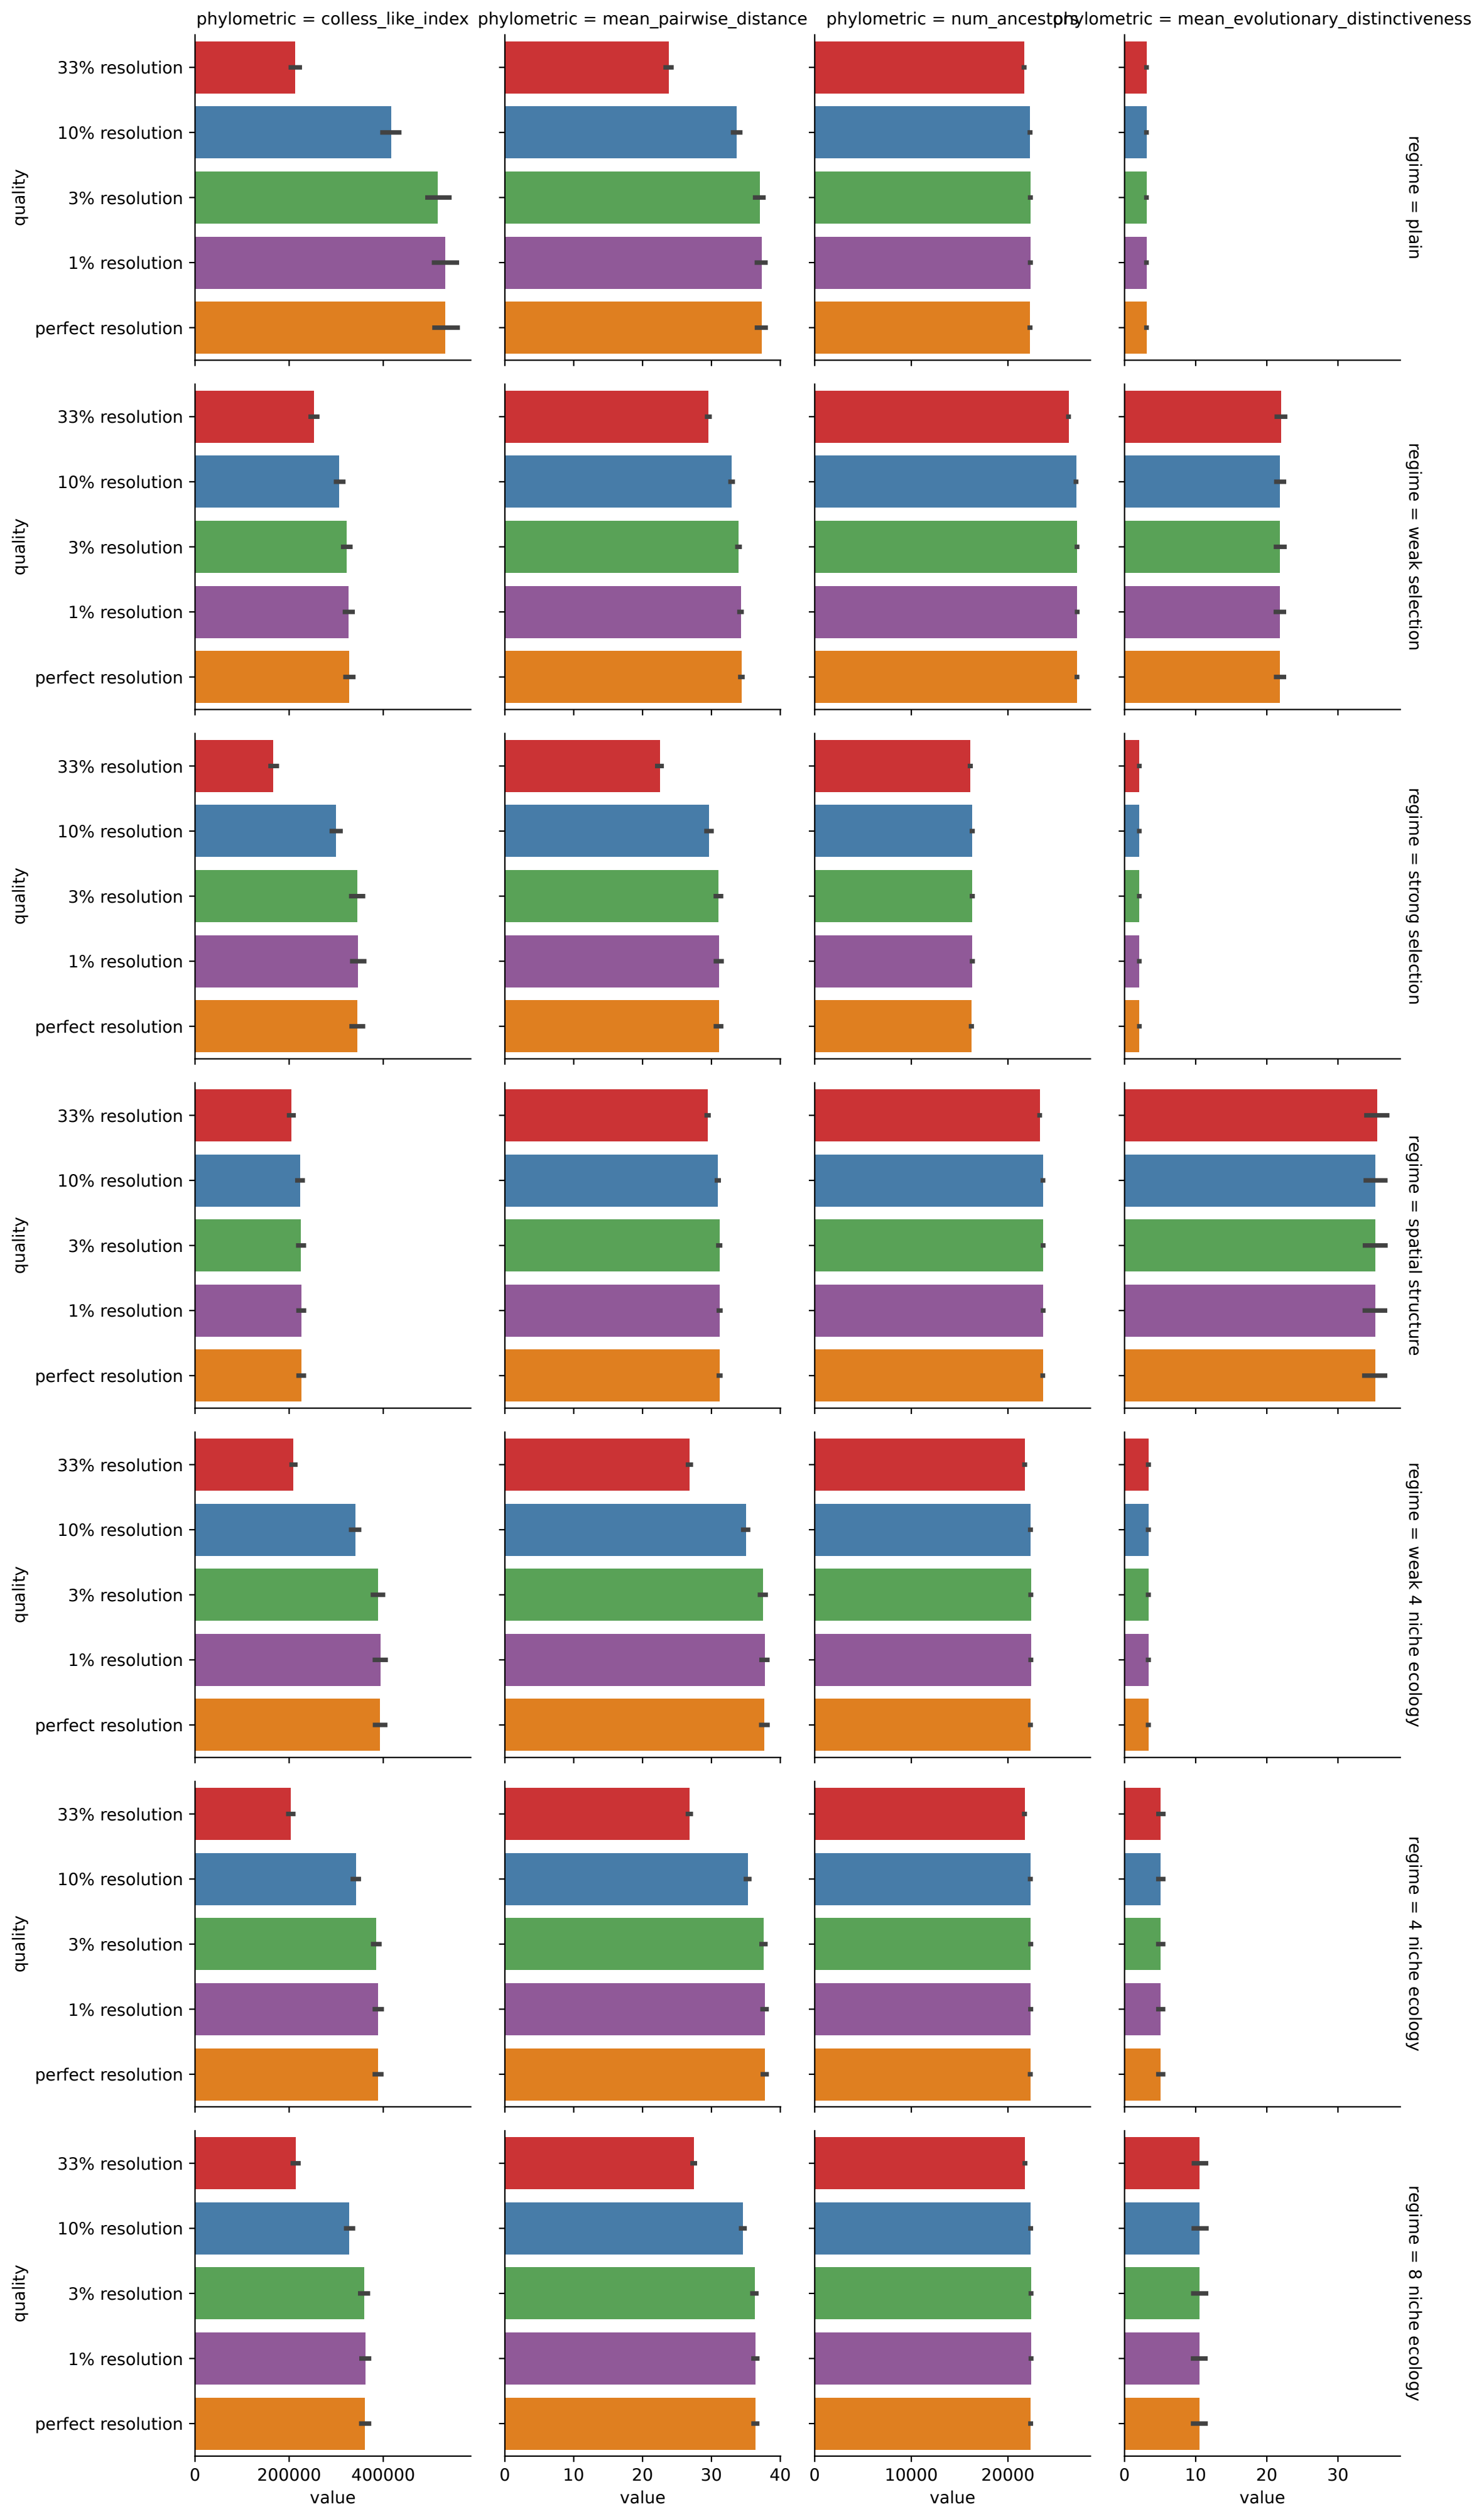 phylometric = colless_like_index
phylometric = mean_pairwise_distance
phylometric = num_ancestors
phylometric = mean_evolutionary_distinctiveness
33% resolution
10% resolution
3% resolution
1% resolution
perfect resolution
quality
regime = plain
33% resolution
10% resolution
3% resolution
1% resolution
perfect resolution
quality
regime = weak selection
33% resolution
10% resolution
3% resolution
1% resolution
perfect resolution
quality
regime = strong selection
33% resolution
10% resolution
3% resolution
1% resolution
perfect resolution
quality
regime = spatial structure
33% resolution
10% resolution
3% resolution
1% resolution
perfect resolution
quality
regime = weak 4 niche ecology
33% resolution
10% resolution
3% resolution
1% resolution
perfect resolution
quality
regime = 4 niche ecology
33% resolution
10% resolution
3% resolution
1% resolution
perfect resolution
quality
regime = 8 niche ecology
0 200000 400000
0 10 20 30 40
0 10000 20000
0 10 20 30
value
value
value
value